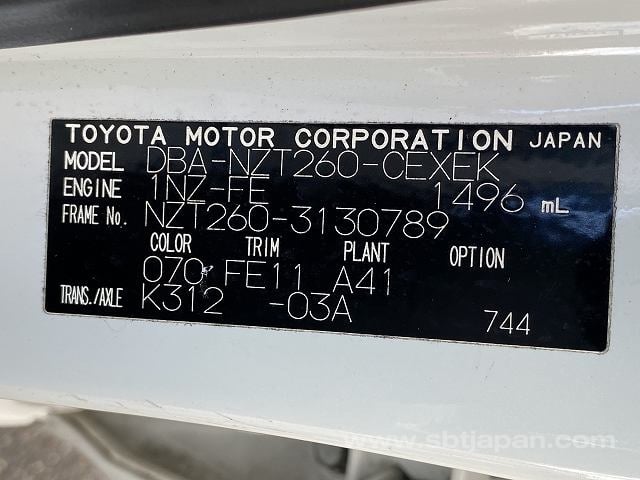 TOYOTA MOTOR CORPORATION JAPAN
MODEL DBA-NZT260-CEXEK
ENGINE 1NZ-FE 1496 mL
FRAME No. NZT260-3130789
COLOR TRIM PLANT OPTION
070 FE11 A41
TRANS./AXLE K312 -03A
744
www.sbtjapan.com